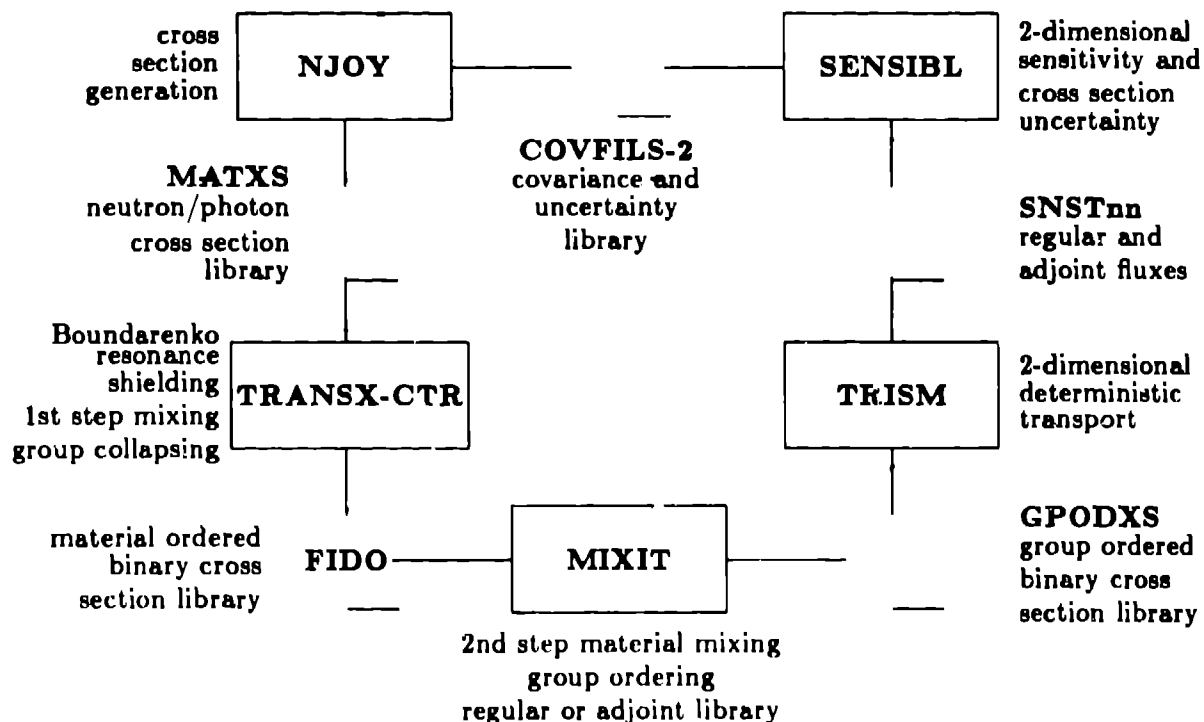 cross
section
generation
NJOY
SENSIBL
2-dimensional
sensitivity and
cross section
uncertainty
COVFILS-2
covariance and
uncertainty
library
MATXS
neutron/photon
cross section
library
SNSTnn
regular and
adjoint fluxes
Boundarenko
resonance
shielding
1st step mixing
group collapsing
TRANSX-CTR
TRISM
2-dimensional
deterministic
transport
material ordered
binary cross
section library
FIDO
MIXIT
GPODXS
group ordered
binary cross
section library
2nd step material mixing
group ordering
regular or adjoint library